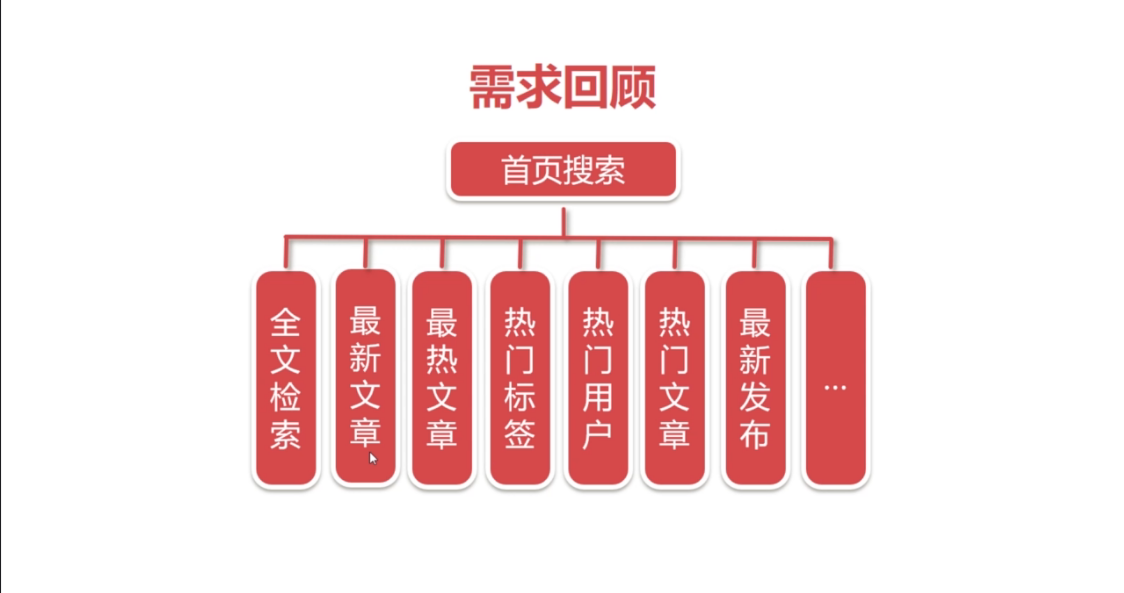 需求回顾
首页搜索
全文检索
最新文章
最热文章
热门标签
热门用户
热门文章
最新发布
...